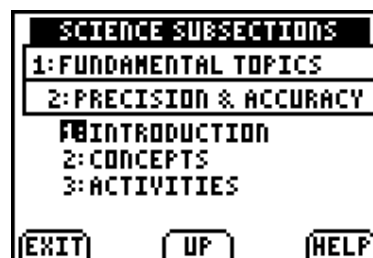 SCIENCE SUBSECTIONS
1:FUNDAMENTAL TOPICS
2:PRECISION & ACCURACY
1:INTRODUCTION
2:CONCEPTS
3:ACTIVITIES
EXIT UP HELP